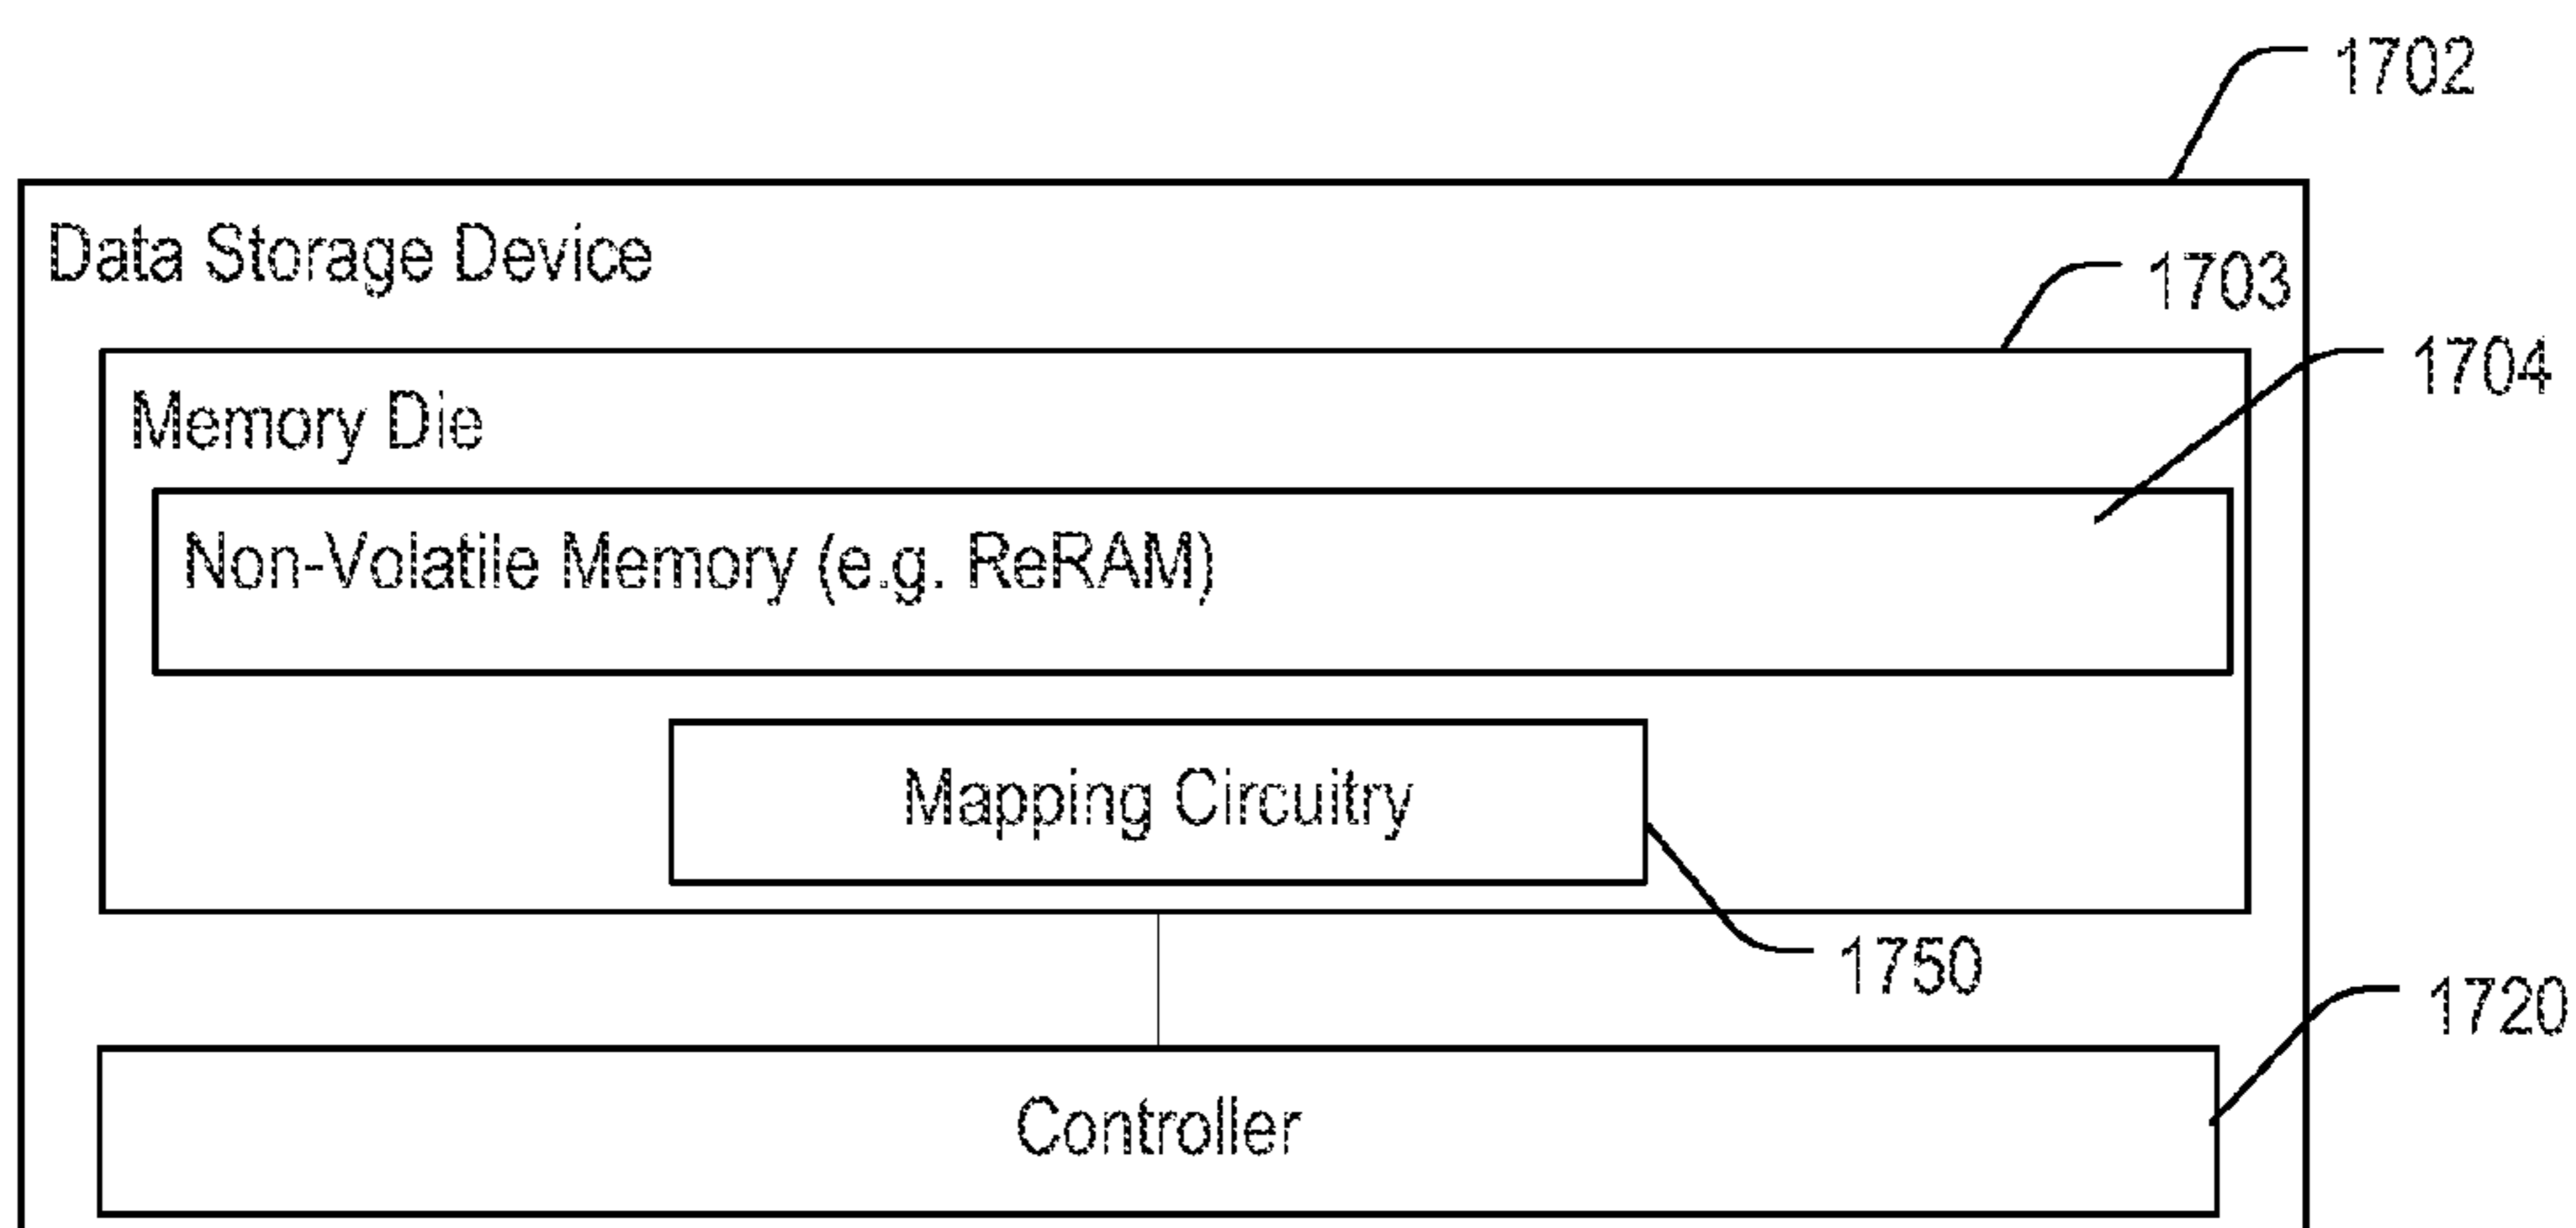 1702
Data Storage Device
1703
1704
Memory Die
Non-Volatile Memory (e.g. ReRAM)
Mapping Circuitry
1750
1720
Controller